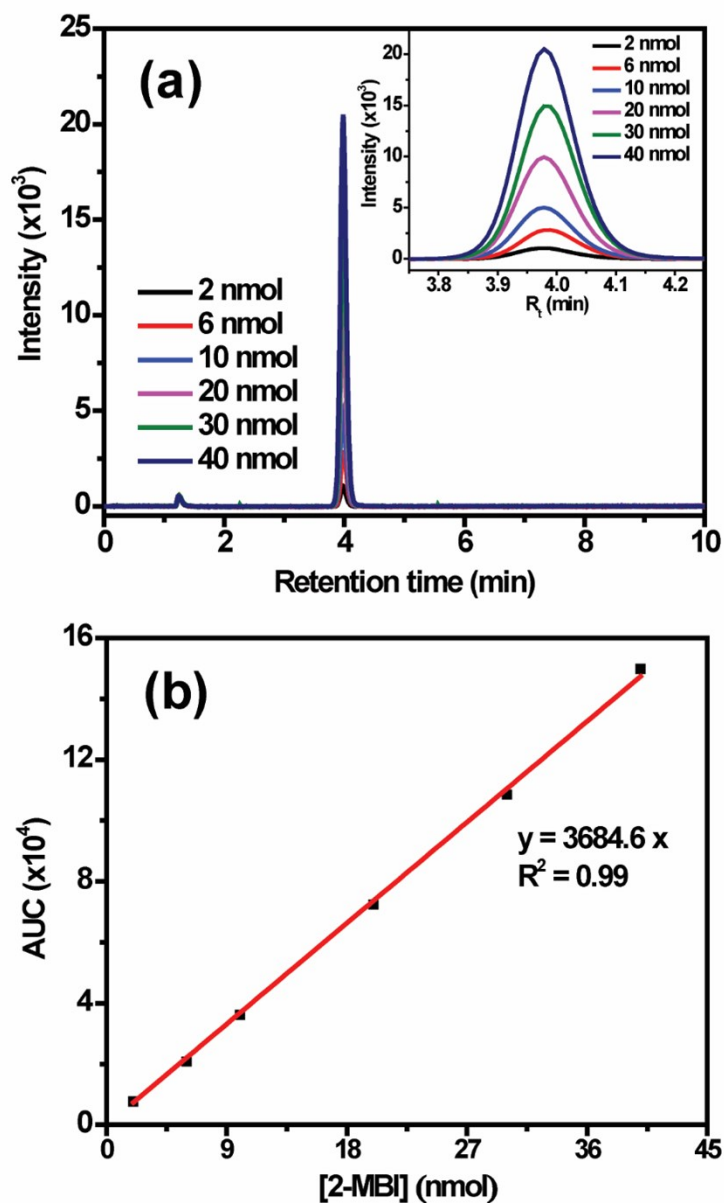 (a)
25
20
15
10
5
0
Intensity (x10³)
2 nmol
6 nmol
10 nmol
20 nmol
30 nmol
40 nmol
0 2 4 6 8 10
Retention time (min)
20
15
10
5
0
Intensity (x10³)
2 nmol
6 nmol
10 nmol
20 nmol
30 nmol
40 nmol
3.8 3.9 4.0 4.1 4.2
Rₜ (min)
(b)
16
12
8
4
0
AUC (x10⁴)
y = 3684.6 x
R² = 0.99
0 9 18 27 36 45
[2-MBI] (nmol)